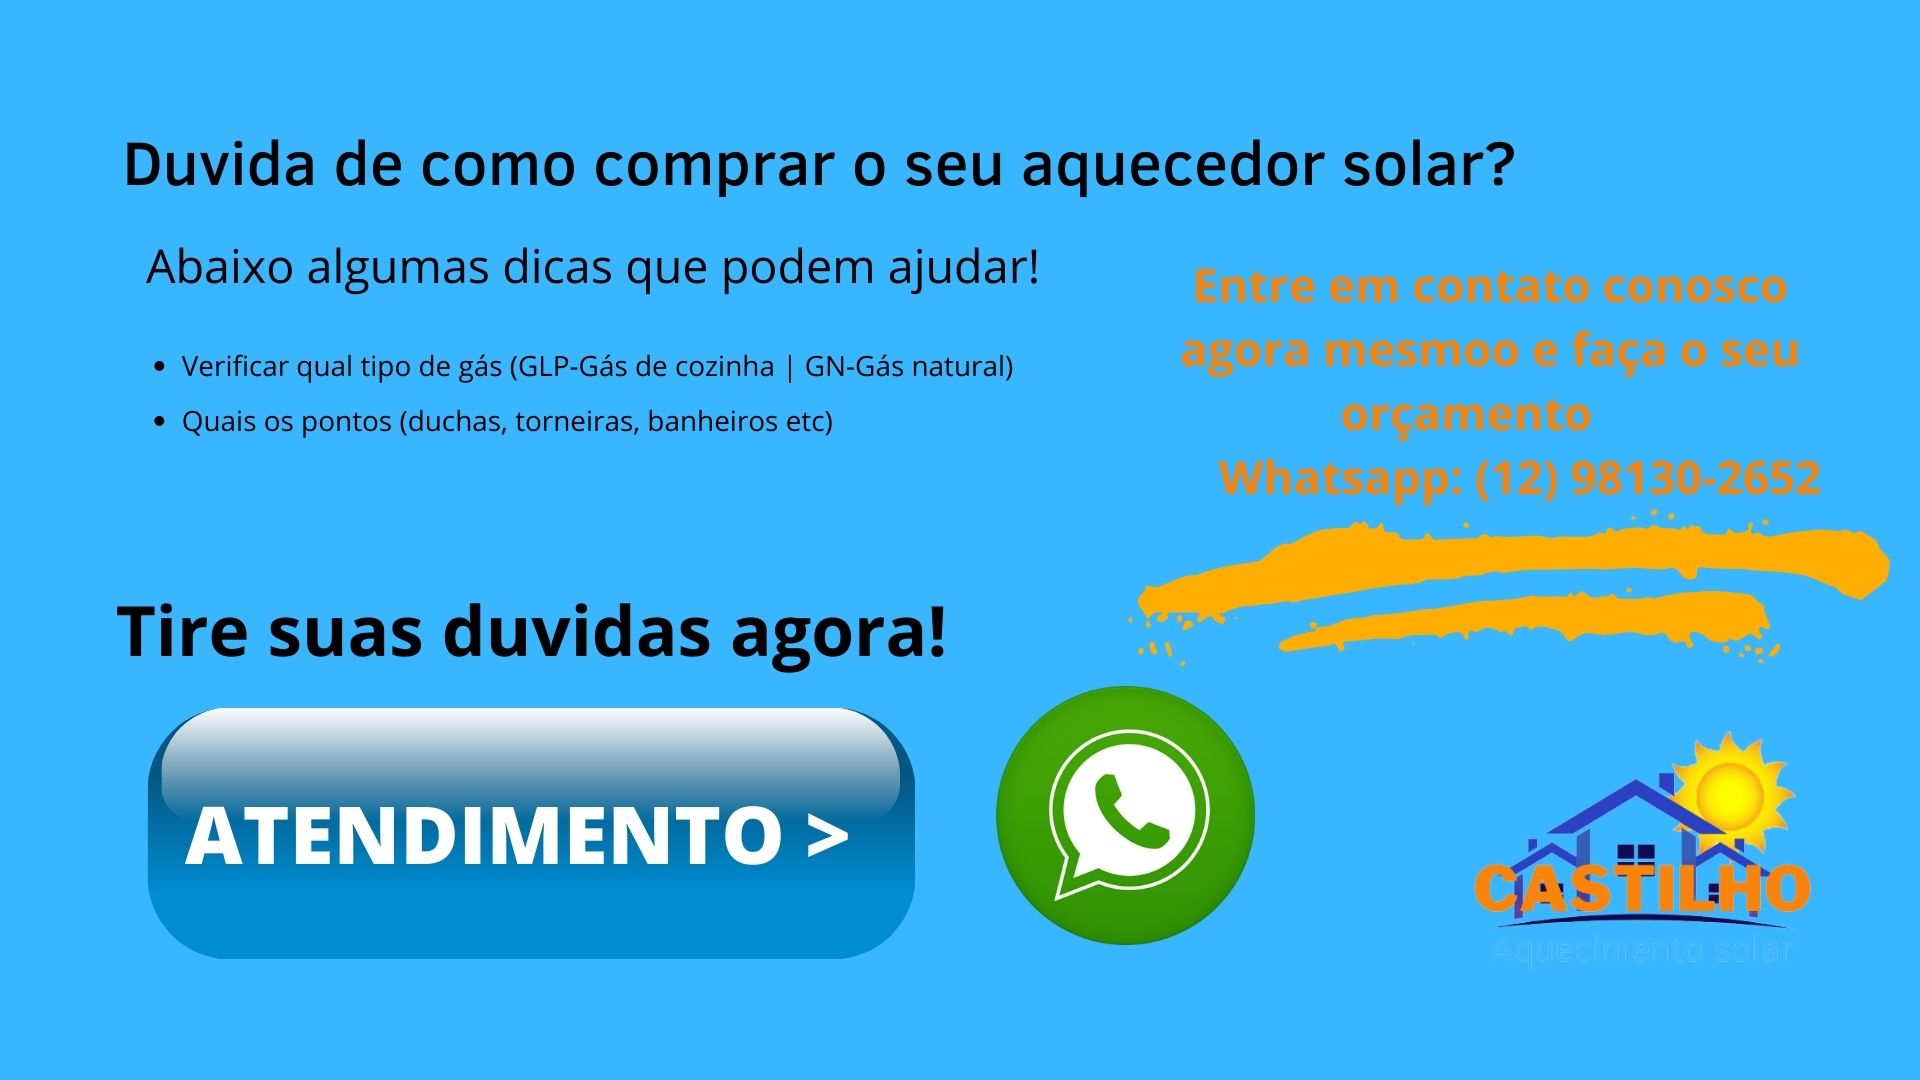 Duvida de como comprar o seu aquecedor solar?
Abaixo algumas dicas que podem ajudar!
• Verificar qual tipo de gás (GLP-Gás de cozinha | GN-Gás natural)
• Quais os pontos (duchas, torneiras, banheiros etc)
Entre em contato conosco
agora mesmoo e faça o seu
orçamento
Whatsapp: (12) 98130-2652
Tire suas duvidas agora!
ATENDIMENTO >
CASTILHO
Aquecimento solar